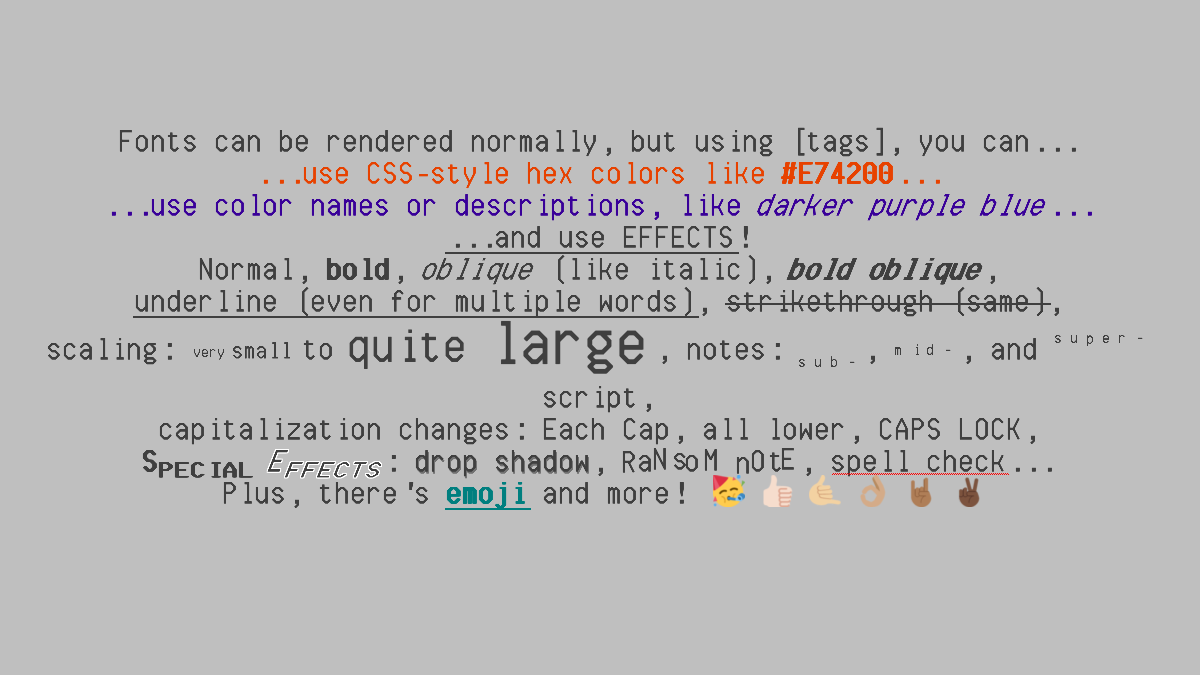 Fonts can be rendered normally, but using [tags], you can...
...use CSS-style hex colors like #E74200...
...use color names or descriptions, like darker purple blue...
...and use EFFECTS!
Normal, bold, oblique (like italic), bold oblique,
underline (even for multiple words), strikethrough (same),
scaling: very small to quite large, notes: sub-, mid-, and super-
script,
capitalization changes: Each Cap, all lower, CAPS LOCK,
SPECIAL EFFECTS: drop shadow, RaNsoM nOtE, spell check...
Plus, there's emoji and more! 🥳 👍🏻 🤙🏼 👌🏽 🤘🏾 ✌🏿